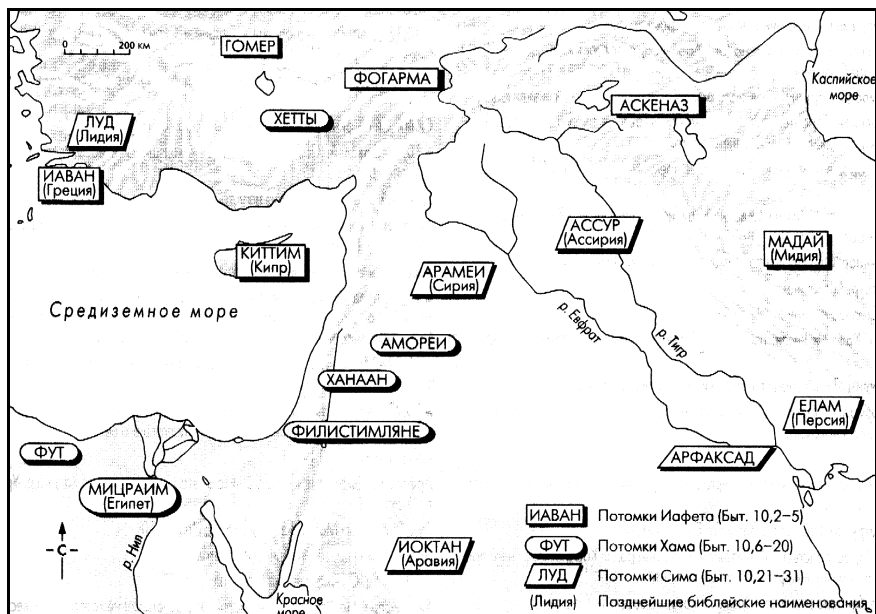 0 200 км
ГОМЕР
ФОГАРМА
Каспийское
море
АСКЕНАЗ
ЛУД
(Лидия)
ХЕТТЫ
ИАВАН
(Греция)
АССУР
(Ассирия)
МАДАЙ
(Мидия)
КИТТИМ
(Кипр)
АРАМЕИ
(Сирия)
Средиземное море
р. Евфрат
р. Тигр
АМОРЕИ
ХАНААН
ЕЛАМ
(Персия)
ФИЛИСТИМЛЯНЕ
ФУТ
АРФАКСАД
МИЦРАИМ
(Египет)
С
р. Нил
ИОКТАН
(Аравия)
Красное
море
ИАВАН Потомки Иафета (Быт. 10,2–5)
ФУТ Потомки Хама (Быт. 10,6–20)
ЛУД Потомки Сима (Быт. 10,21–31)
(Лидия) Позднейшие библейские наименования